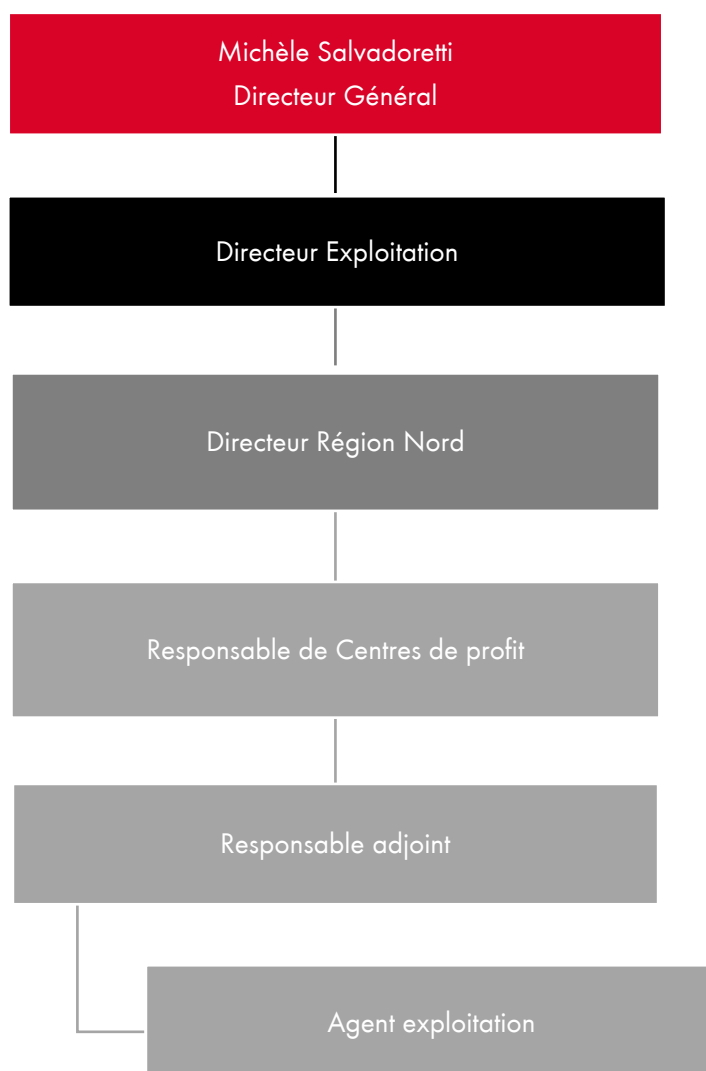 Michèle Salvadoretti
Directeur Général
Directeur Exploitation
Directeur Région Nord
Responsable de Centres de profit
Responsable adjoint
Agent exploitation